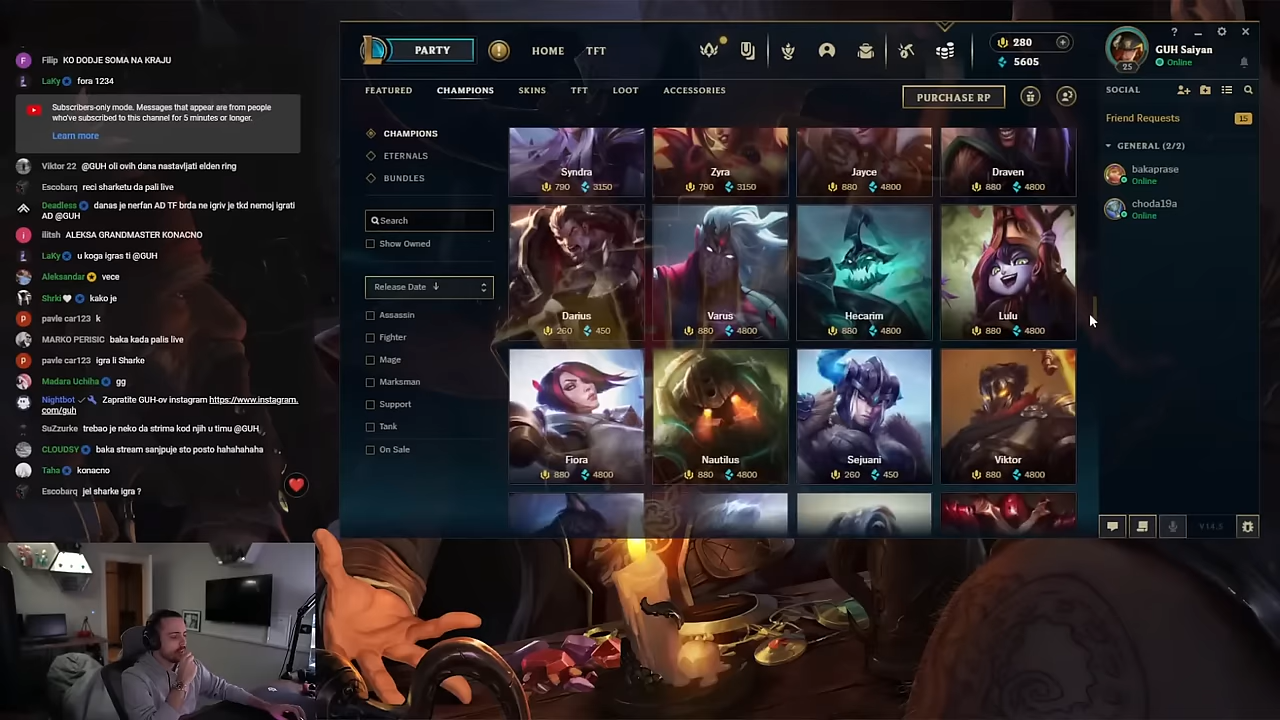 Filip KO DODJE SOMA NA KRAJU
LaKy fora 1234
Subscribers-only mode. Messages that appear are from people
who've subscribed to this channel for 5 minutes or longer.
Learn more
Viktor 22 @GUH oli ovih dana nastavljati elden ring
Escobarq reci sharketu da pali live
Deadless danas je nerfan AD TF brda ne igriv je tkd nemoj igrati
AD @GUH
ilitsh ALEKSA GRANDMASTER KONACNO
LaKy u koga igras ti @GUH
Aleksandar vece
Shrki kako je
pavle car123 k
MARKO PERISIC baka kada palis live
pavle car123 igra li Sharke
Madara Uchiha gg
Nightbot Zapratite GUH-ov instagram https://www.instagram.
com/guh
SuZzurke trebao je neko da strima kod njih u timu @GUH
CLOUDSY baka stream sanjpuje sto posto hahahahaha
Taha konacno
Escobarq jel sharke igra ?
PARTY
HOME
TFT
280
5605
25
GUH Saiyan
Online
FEATURED
CHAMPIONS
SKINS
TFT
LOOT
ACCESSORIES
PURCHASE RP
CHAMPIONS
ETERNALS
BUNDLES
Search
Show Owned
Release Date
Assassin
Fighter
Mage
Marksman
Support
Tank
On Sale
Syndra
790 3150
Zyra
790 3150
Jayce
880 4800
Draven
880 4800
Darius
260 450
Varus
880 4800
Hecarim
880 4800
Lulu
880 4800
Fiora
880 4800
Nautilus
880 4800
Sejuani
260 450
Viktor
880 4800
SOCIAL
Friend Requests 15
GENERAL (2/2)
bakaprase
Online
choda19a
Online
V14.5